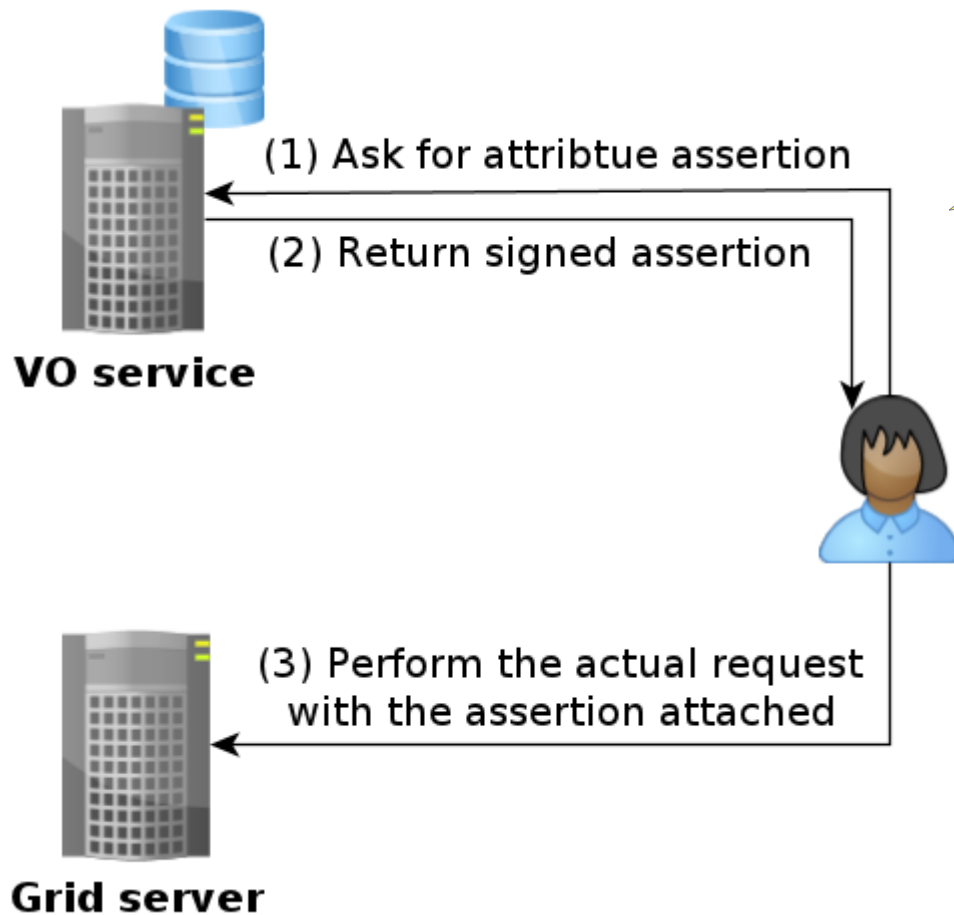 (1) Ask for attribtue assertion
(2) Return signed assertion
VO service
(3) Perform the actual request
with the assertion attached
Grid server